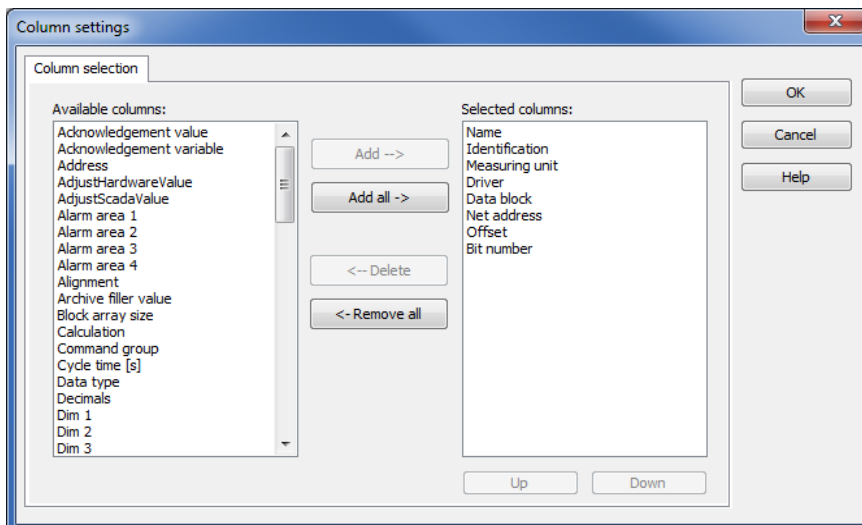 Column settings
Column selection
Available columns:
Acknowledgement value
Acknowledgement variable
Address
AdjustHardwareValue
AdjustScadaValue
Alarm area 1
Alarm area 2
Alarm area 3
Alarm area 4
Alignment
Archive filler value
Block array size
Calculation
Command group
Cycle time [s]
Data type
Decimals
Dim 1
Dim 2
Dim 3
Add -->
Add all ->
<-- Delete
<- Remove all
Selected columns:
Name
Identification
Measuring unit
Driver
Data block
Net address
Offset
Bit number
Up
Down
OK
Cancel
Help